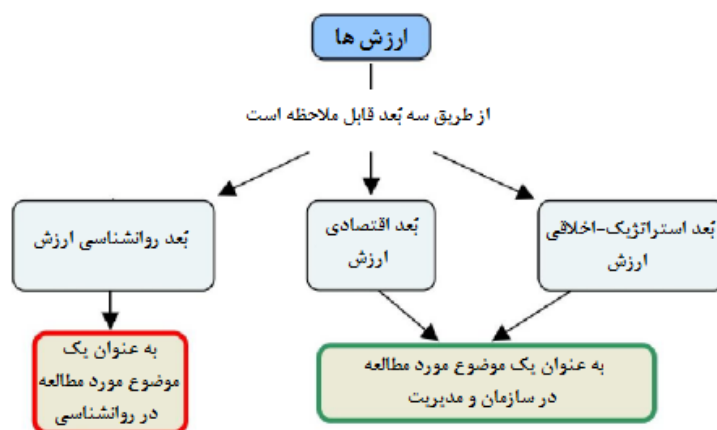 ارزش ها
از طریق سه بُعد قابل ملاحظه است
بُعد استراتژیک-اخلاقی
ارزش
بُعد اقتصادی
ارزش
بُعد روانشناسی ارزش
به عنوان یک موضوع مورد مطالعه
در سازمان و مدیریت
به عنوان یک
موضوع مورد مطالعه
در روانشناسی